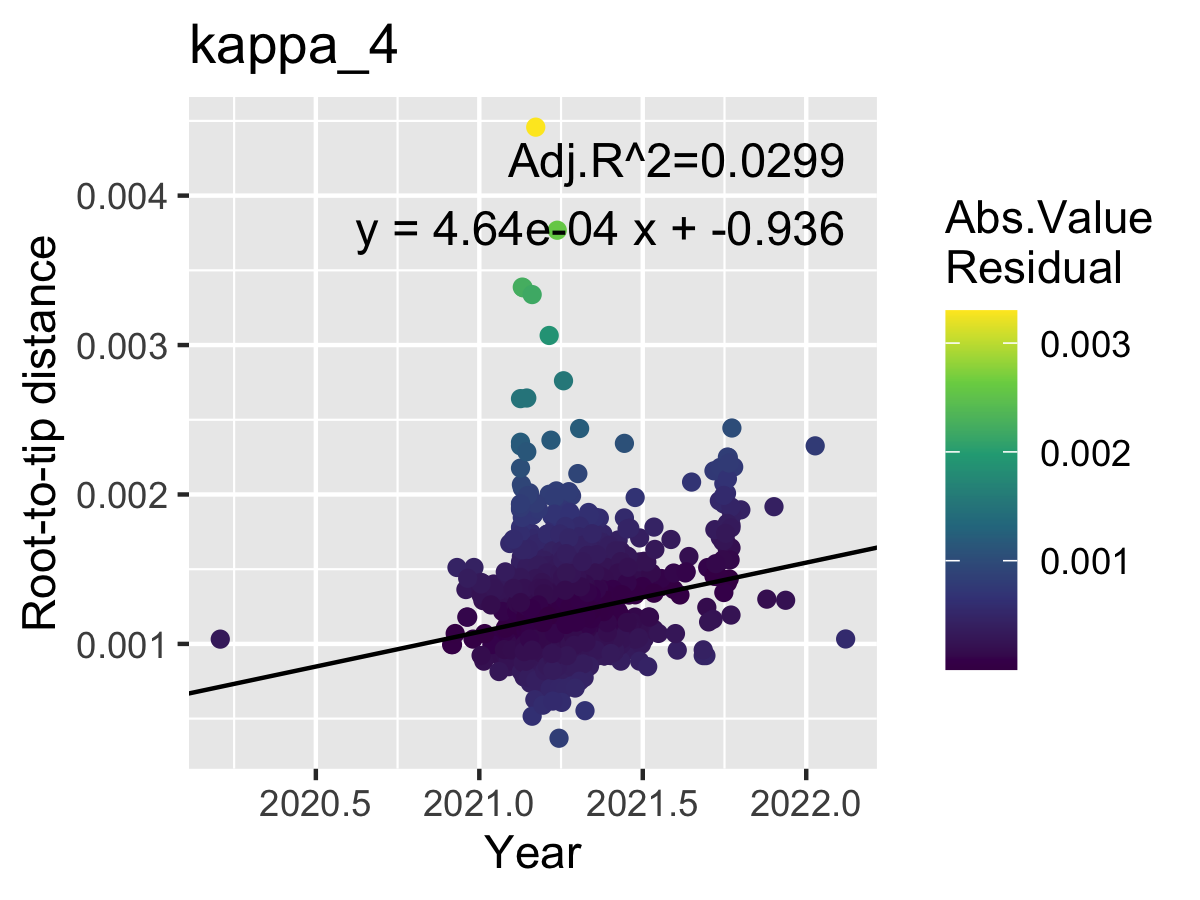 kappa_4
Adj.R^2=0.0299
y = 4.64e-04 x + -0.936
Root-to-tip distance
0.004
0.003
0.002
0.001
2020.5 2021.0 2021.5 2022.0
Year
Abs.Value
Residual
0.003
0.002
0.001